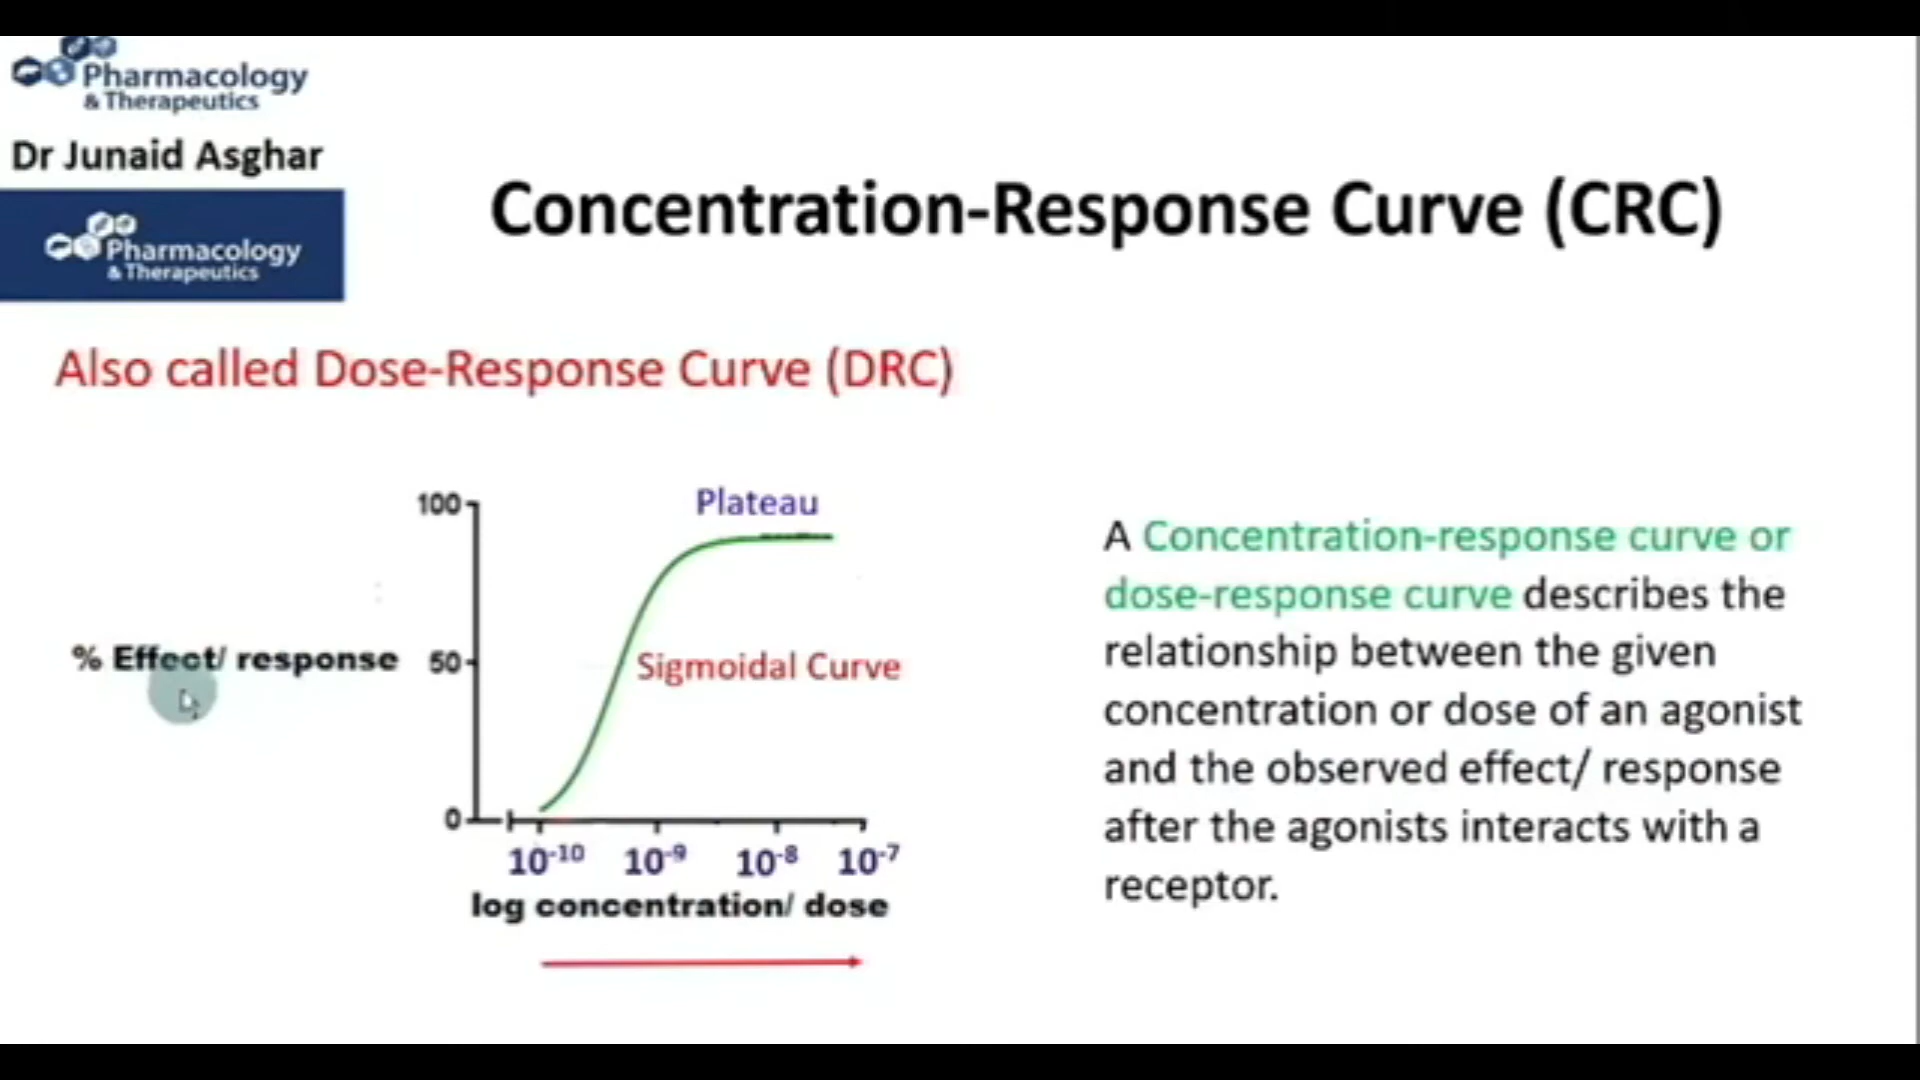 Pharmacology
& Therapeutics
Dr Junaid Asghar
Pharmacology
& Therapeutics
Concentration-Response Curve (CRC)
Also called Dose-Response Curve (DRC)
100
Plateau
% Effect/ response
50
Sigmoidal Curve
0
10⁻¹⁰ 10⁻⁹ 10⁻⁸ 10⁻⁷
log concentration/ dose
A Concentration-response curve or
dose-response curve describes the
relationship between the given
concentration or dose of an agonist
and the observed effect/ response
after the agonists interacts with a
receptor.